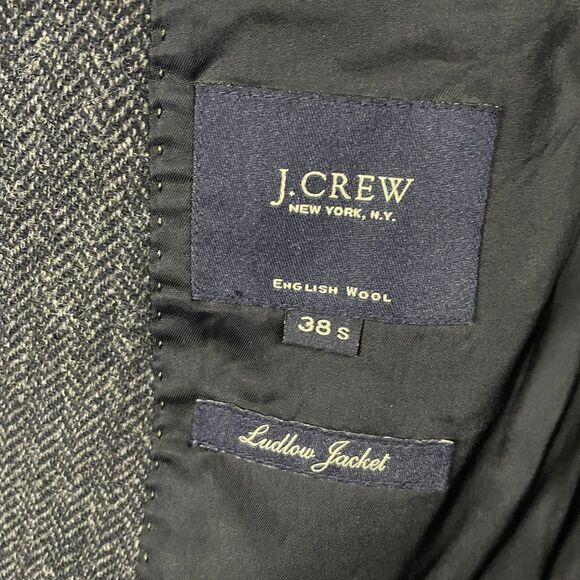 J.CREW
NEW YORK, N.Y.
ENGLISH WOOL
38 S
Ludlow Jacket